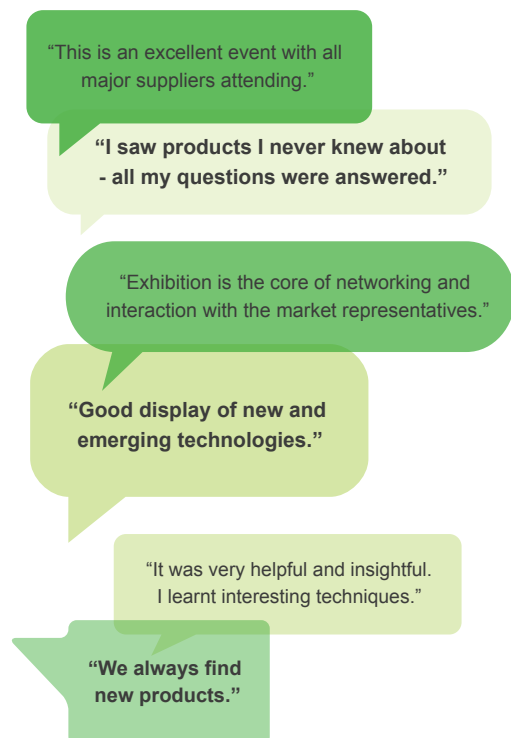 “This is an excellent event with all
major suppliers attending.”
“I saw products I never knew about
- all my questions were answered.”
“Exhibition is the core of networking and
interaction with the market representatives.”
“Good display of new and
emerging technologies.”
“It was very helpful and insightful.
I learnt interesting techniques.”
“We always find
new products.”